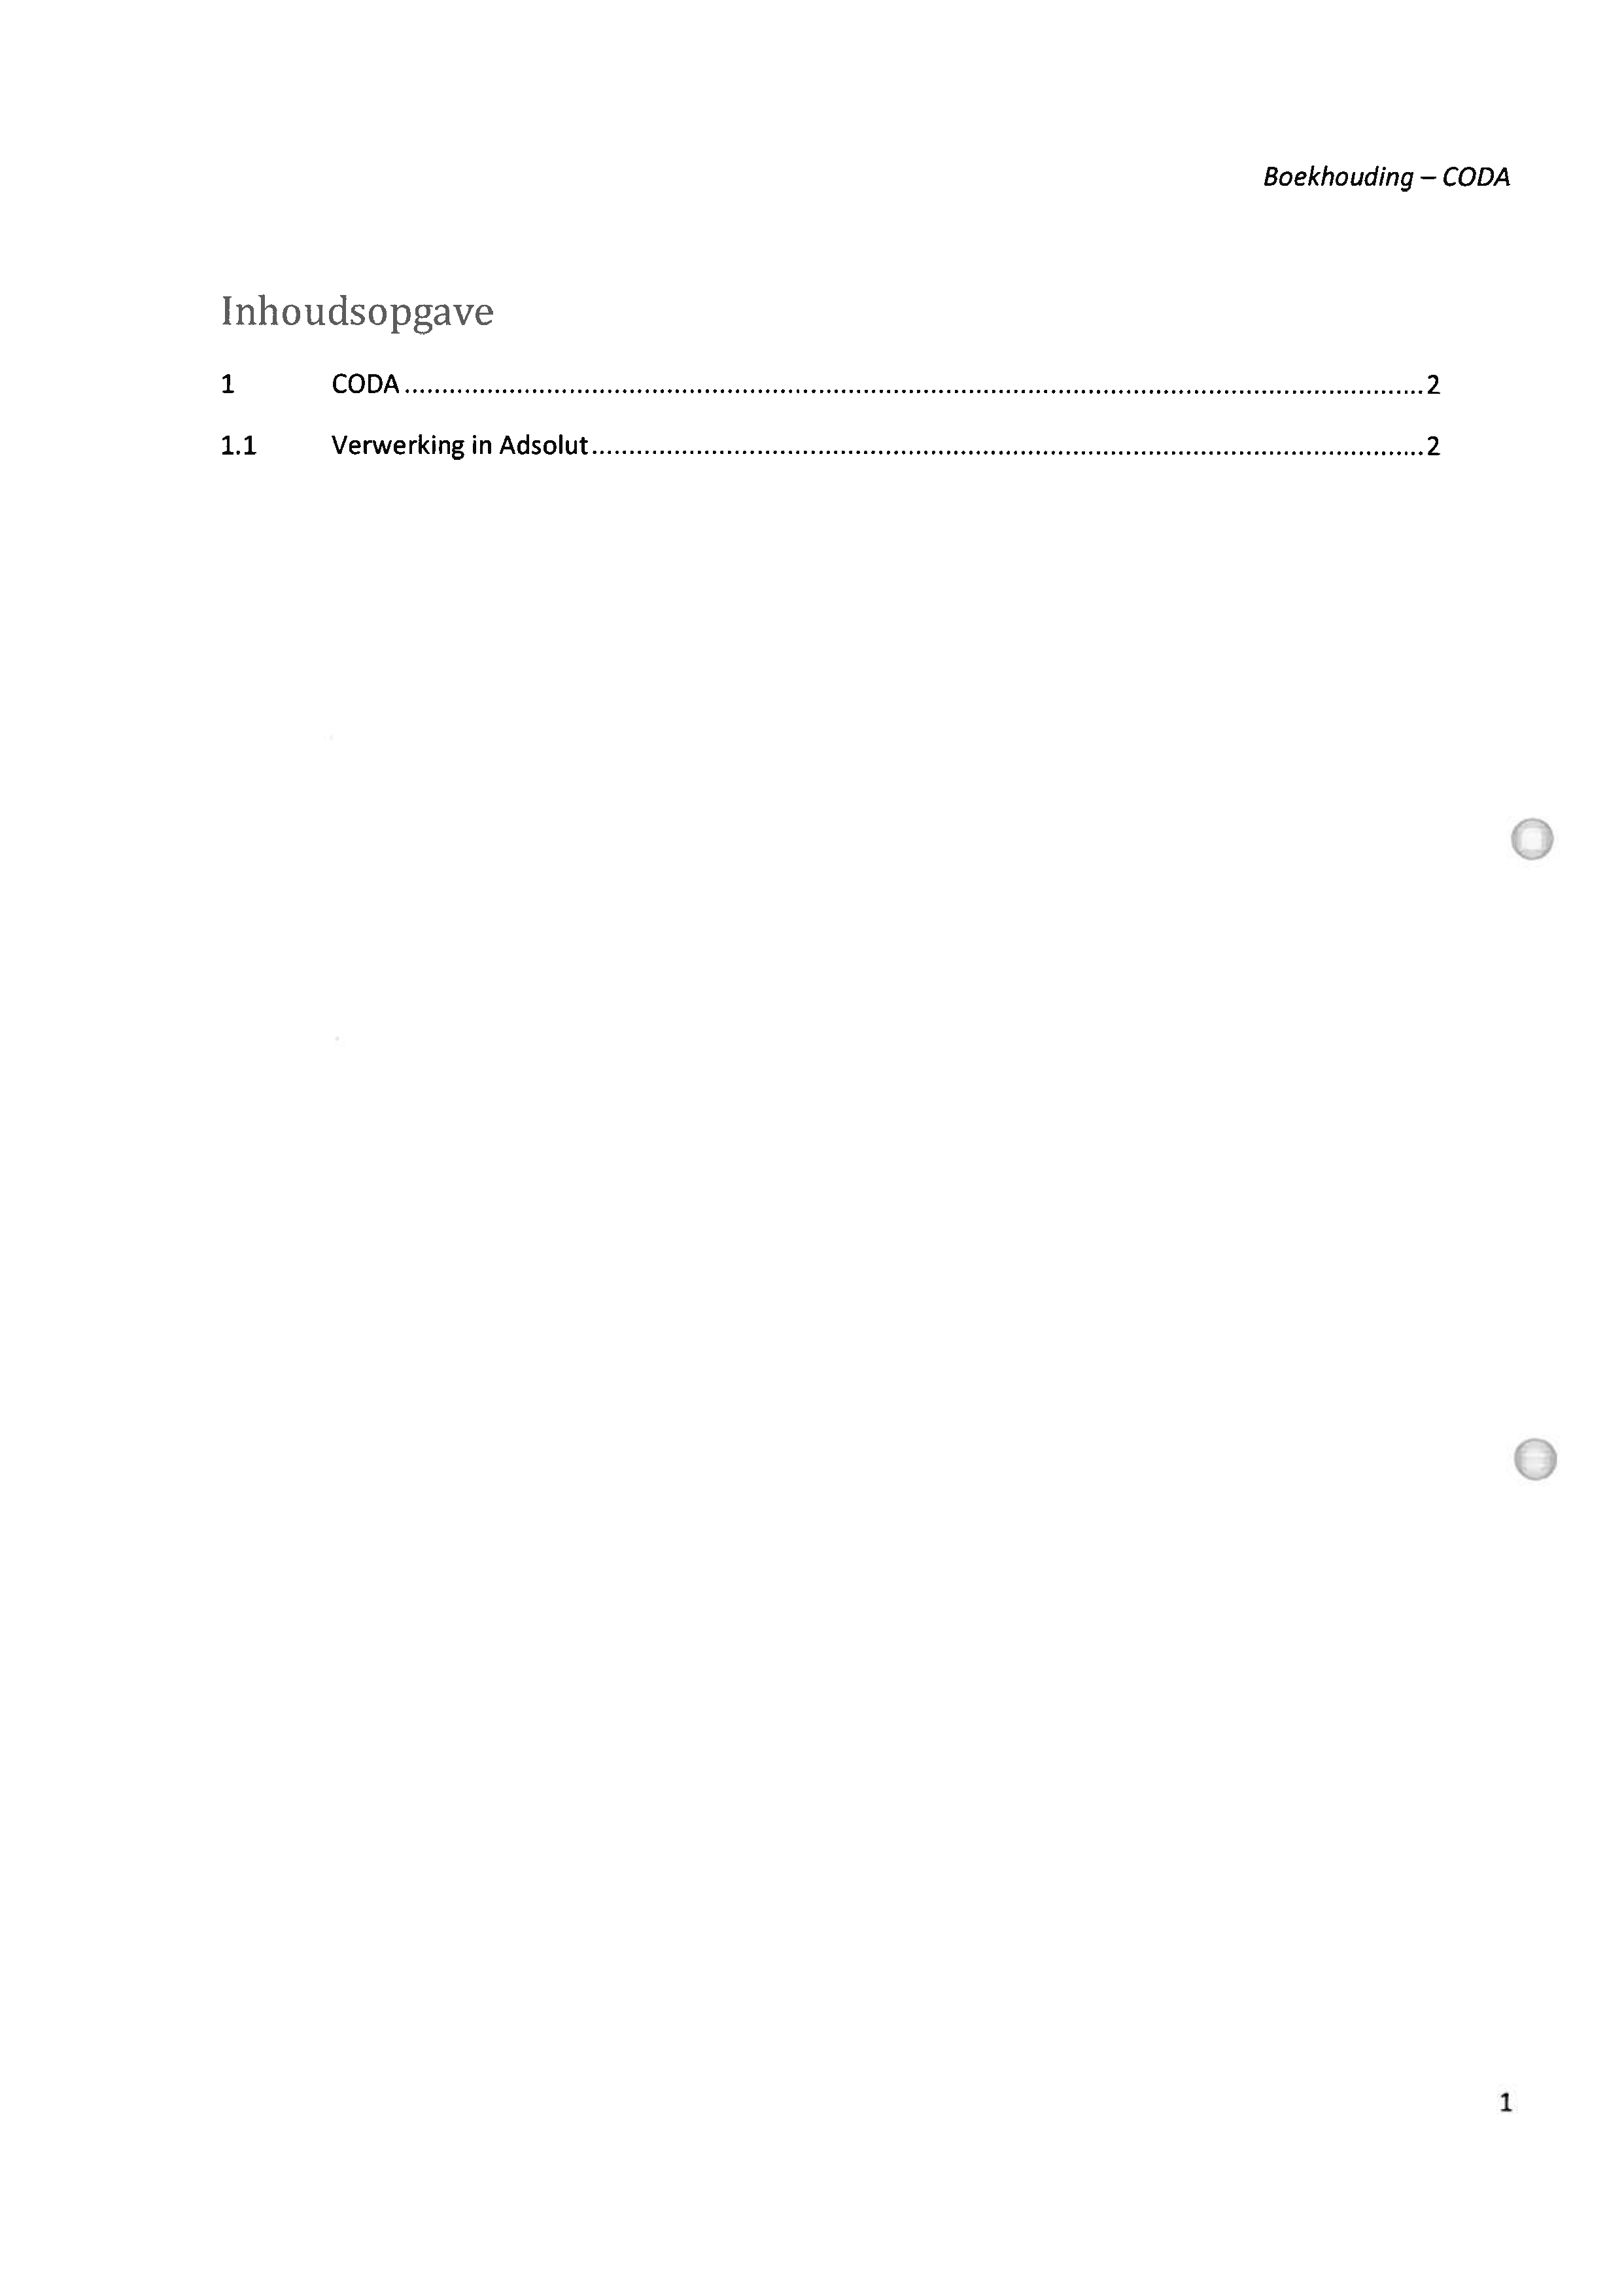 Boekhouding – CODA
Inhoudsopgave
1 CODA 2
1.1 Verwerking in Adsolut 2
1